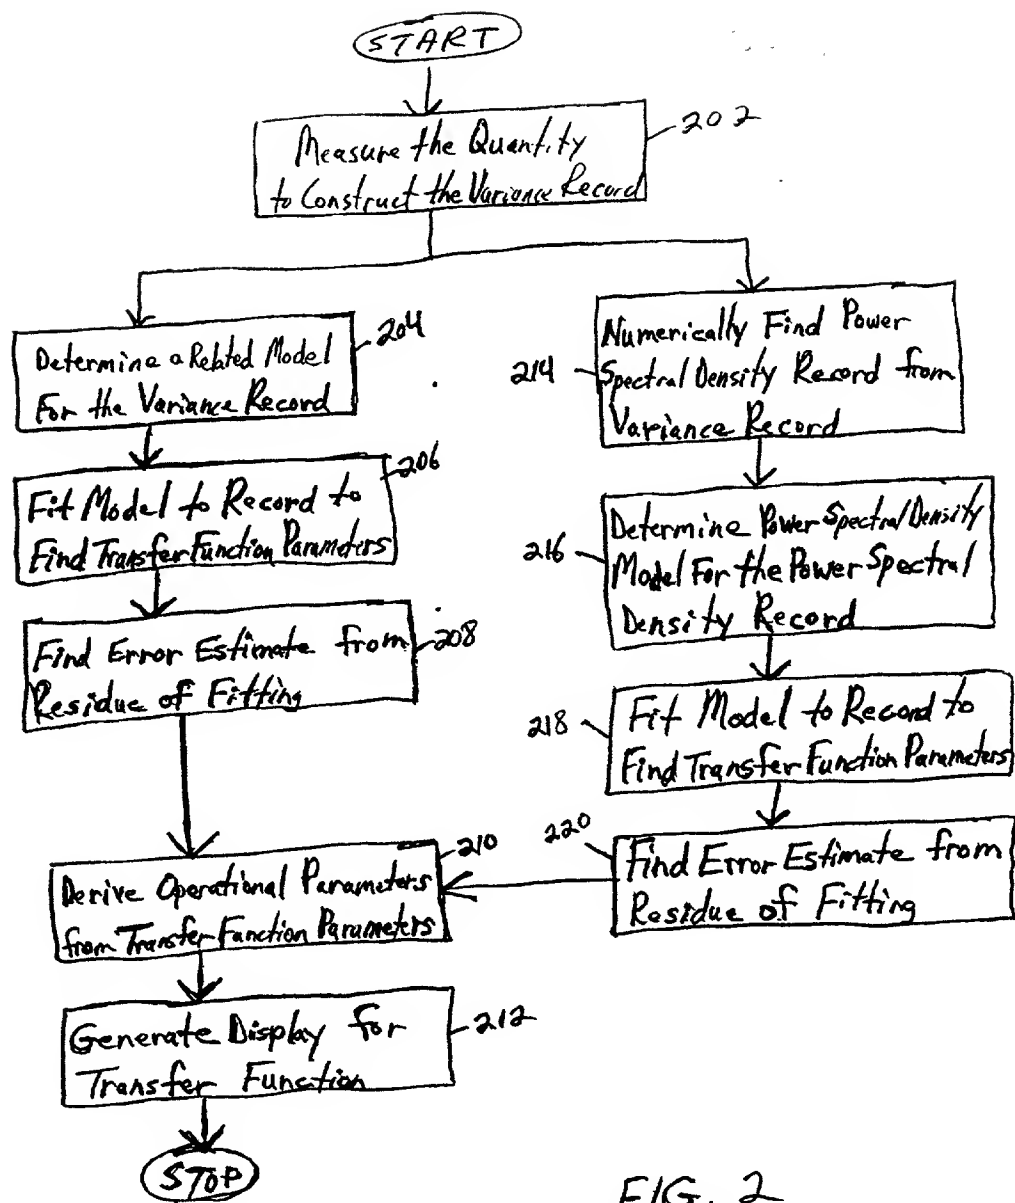 START
202
Measure the Quantity
to Construct the Variance Record
204
Determine a Related Model
For the Variance Record
206
Fit Model to Record to
Find Transfer Function Parameters
208
Find Error Estimate from
Residue of Fitting
214
Numerically Find Power
Spectral Density Record from
Variance Record
216
Determine Power Spectral Density
Model For the Power Spectral
Density Record
218
Fit Model to Record to
Find Transfer Function Parameters
220
Find Error Estimate from
Residue of Fitting
210
Derive Operational Parameters
from Transfer Function Parameters
212
Generate Display for
Transfer Function
STOP
FIG. 2